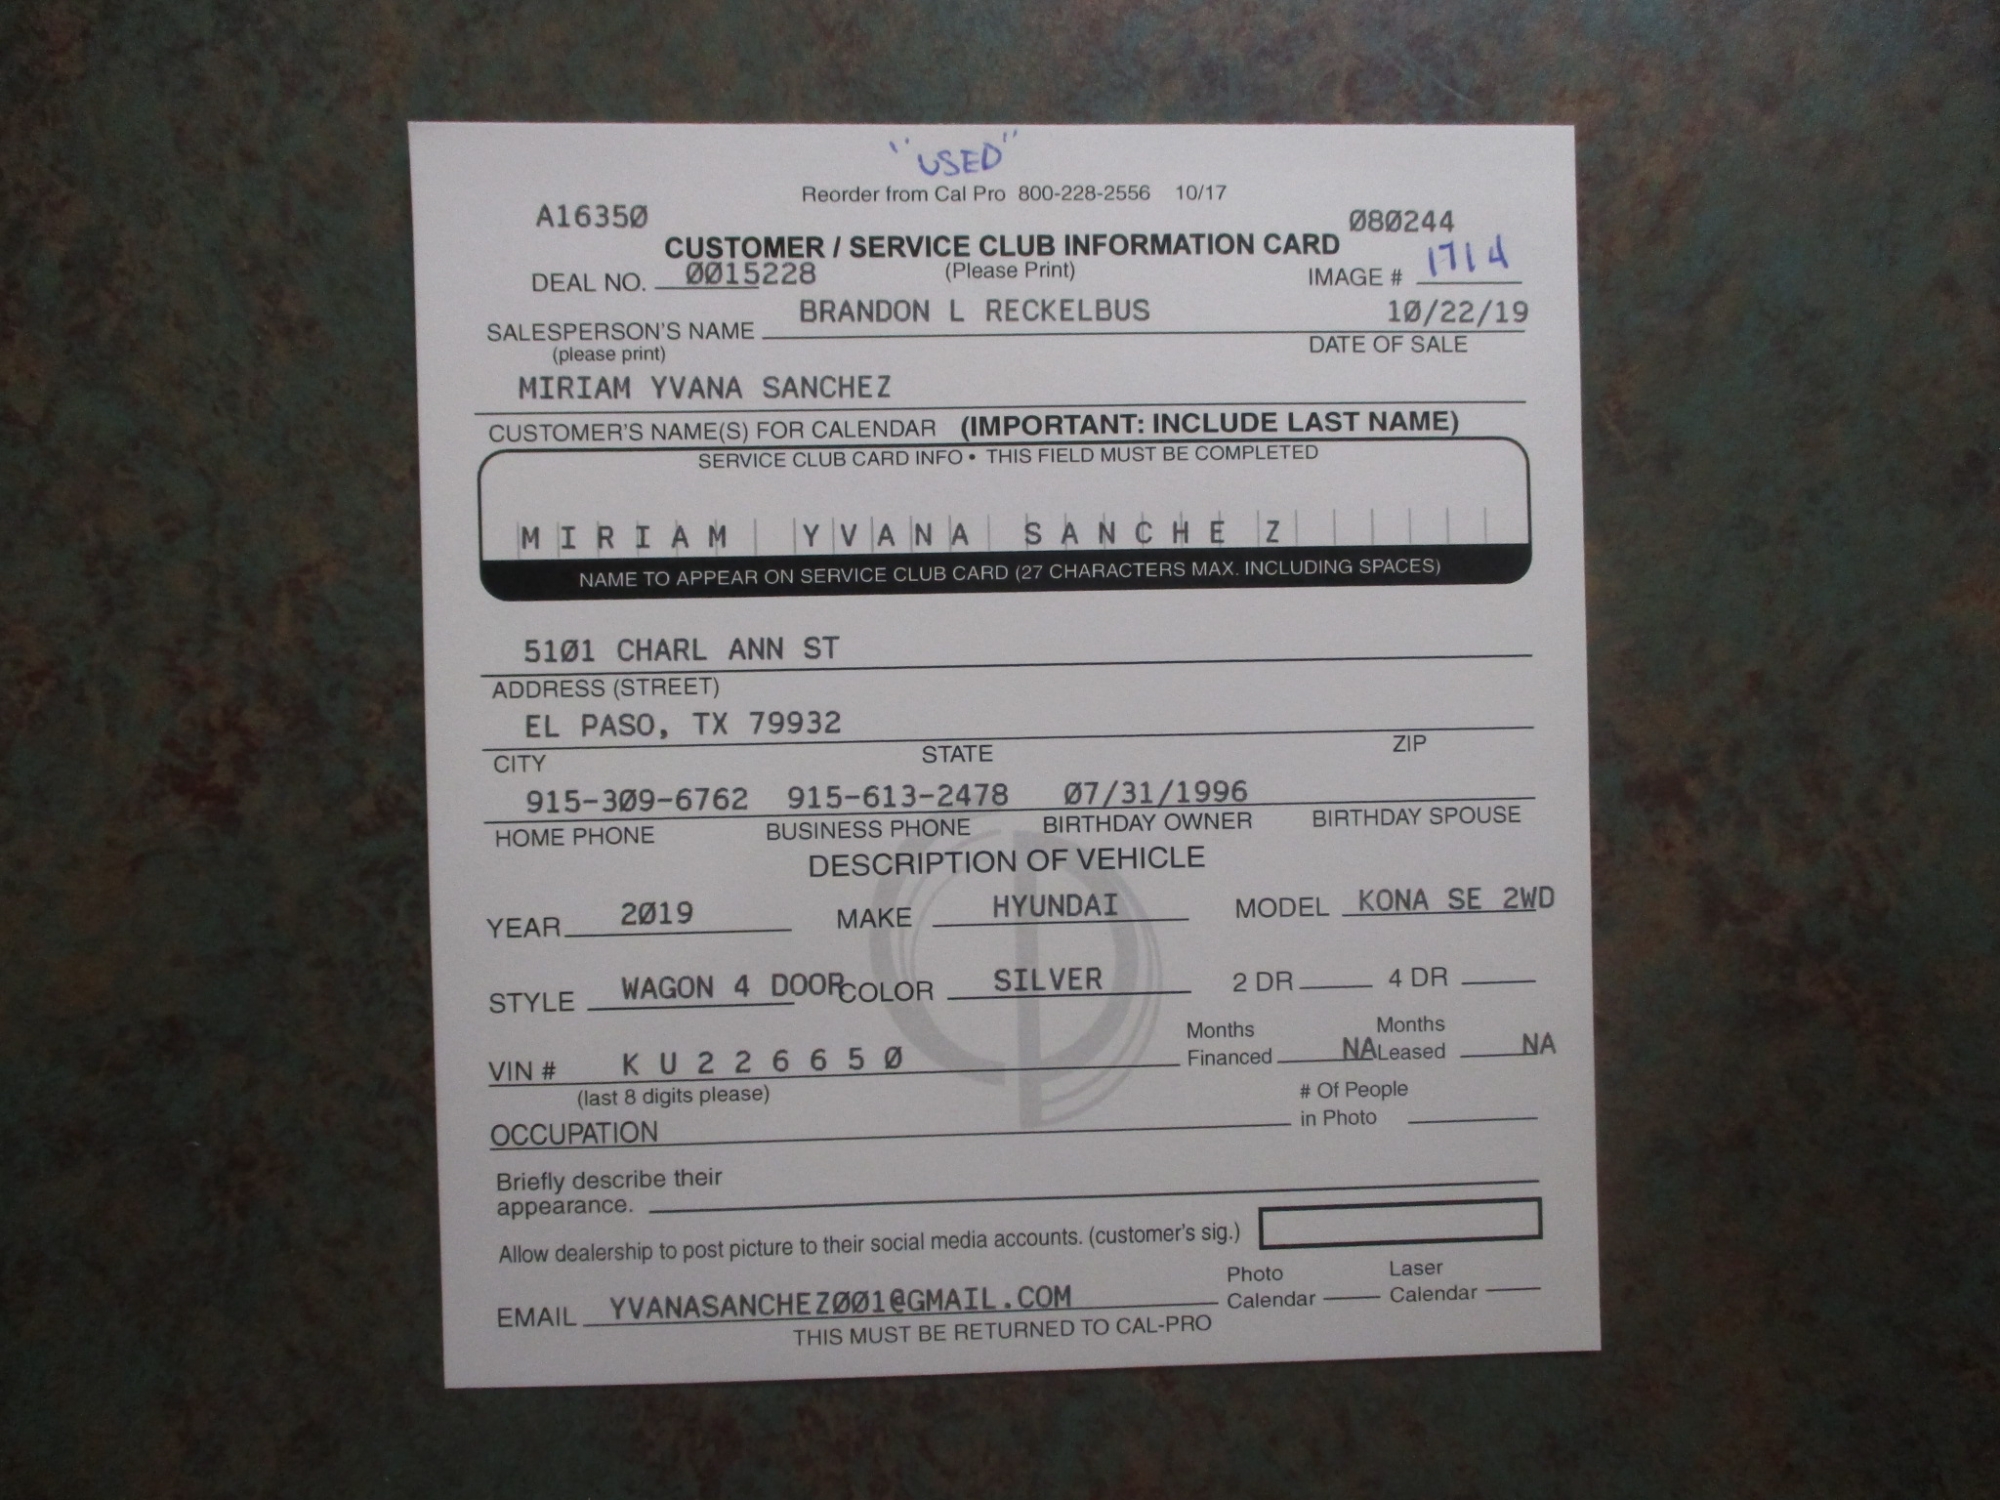 "USED"
Reorder from Cal Pro 800-228-2556 10/17
A16350 080244
CUSTOMER / SERVICE CLUB INFORMATION CARD
DEAL NO. 0015228 (Please Print) IMAGE # 1714
SALESPERSON'S NAME BRANDON L RECKELBUS 10/22/19
(please print) DATE OF SALE
MIRIAM YVANA SANCHEZ
CUSTOMER'S NAME(S) FOR CALENDAR (IMPORTANT: INCLUDE LAST NAME)
SERVICE CLUB CARD INFO • THIS FIELD MUST BE COMPLETED
MIRIAM YVANA SANCHEZ
NAME TO APPEAR ON SERVICE CLUB CARD (27 CHARACTERS MAX. INCLUDING SPACES)
5101 CHARL ANN ST
ADDRESS (STREET)
EL PASO, TX 79932
CITY STATE ZIP
915-309-6762 915-613-2478 07/31/1996
HOME PHONE BUSINESS PHONE BIRTHDAY OWNER BIRTHDAY SPOUSE
DESCRIPTION OF VEHICLE
YEAR 2019 MAKE HYUNDAI MODEL KONA SE 2WD
STYLE WAGON 4 DOOR COLOR SILVER 2 DR 4 DR
Months Months
VIN # K U 2 2 6 6 5 0 Financed NA Leased NA
(last 8 digits please) # Of People
OCCUPATION in Photo
Briefly describe their
appearance.
Allow dealership to post picture to their social media accounts. (customer's sig.)
Photo Laser
EMAIL YVANASANCHEZ001@GMAIL.COM Calendar Calendar
THIS MUST BE RETURNED TO CAL-PRO